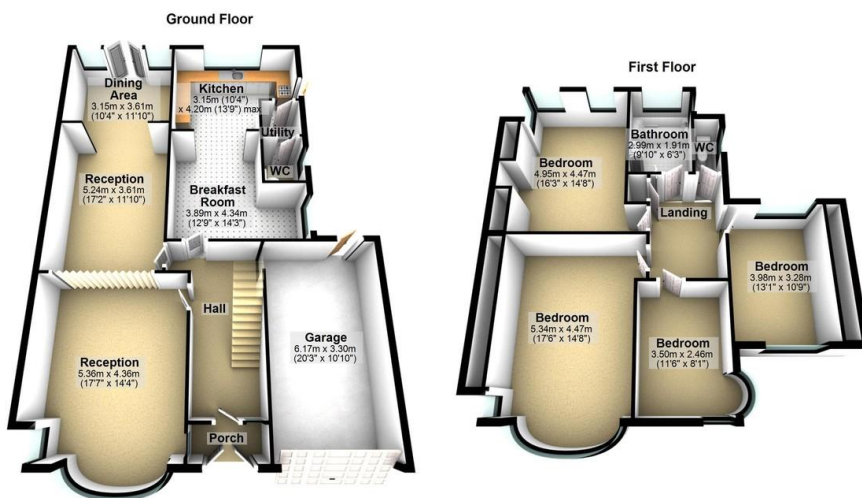 Ground Floor
Dining
Area
3.15m x 3.61m
(10'4" x 11'10")
Kitchen
3.15m (10'4")
x 4.20m (13'9") max
Utility
WC
Reception
5.24m x 3.61m
(17'2" x 11'10")
Breakfast
Room
3.89m x 4.34m
(12'9" x 14'3")
Hall
Garage
6.17m x 3.30m
(20'3" x 10'10")
Reception
5.36m x 4.36m
(17'7" x 14'4")
Porch
First Floor
Bathroom
2.99m x 1.91m
(9'10" x 6'3")
WC
Bedroom
4.95m x 4.47m
(16'3" x 14'8")
Landing
Bedroom
3.98m x 3.28m
(13'1" x 10'9")
Bedroom
5.34m x 4.47m
(17'6" x 14'8")
Bedroom
3.50m x 2.46m
(11'6" x 8'1")